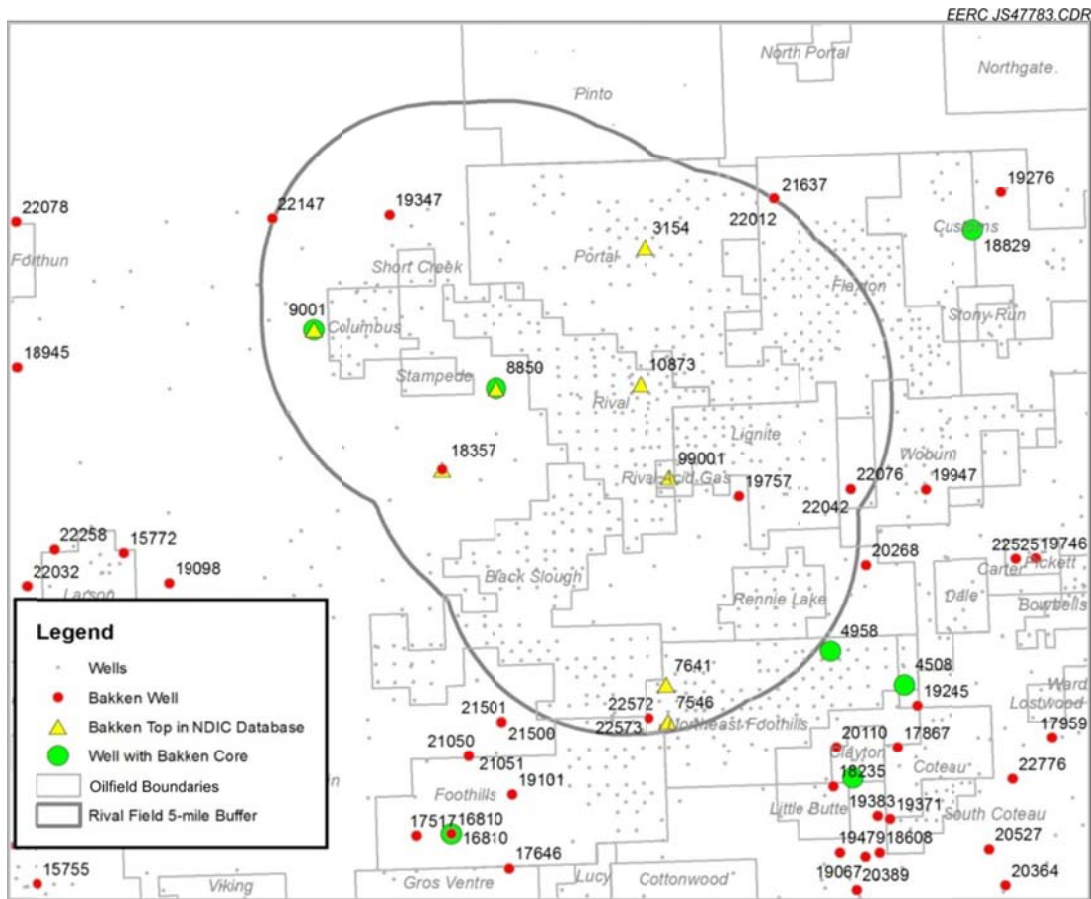 EERC JS47783.CDR
North Portal
Northgate
Pinto
22078
22147
19347
21637
22012
19276
Customs
18829
3154
Portal
Forthun
Short Creek
Flaxton
9001
Columbus
Stony Run
18945
Stampede
8850
10873
Rival
Lignite
18357
99001
Rival Acid Gas
19757
22076
22042
Woburn
19947
22258
15772
22032
19098
Larson
20268
22525
19746
Carter
Pickett
Black Slough
Rennie Lake
Dale
Bowbells
4958
4508
19245
7641
7546
22572
22573
Northeast Foothills
Ward
Lostwood
17959
21501
21500
21050
21051
19101
Foothills
20110
17867
Clayton
18235
Coteau
22776
Little Butte
19383
19371
South Coteau
17517
16810
16810
19479
18608
20527
17646
19067
20389
20364
15755
Viking
Gros Ventre
Lucy
Cottonwood
Legend
Wells
Bakken Well
Bakken Top in NDIC Database
Well with Bakken Core
Oilfield Boundaries
Rival Field 5-mile Buffer